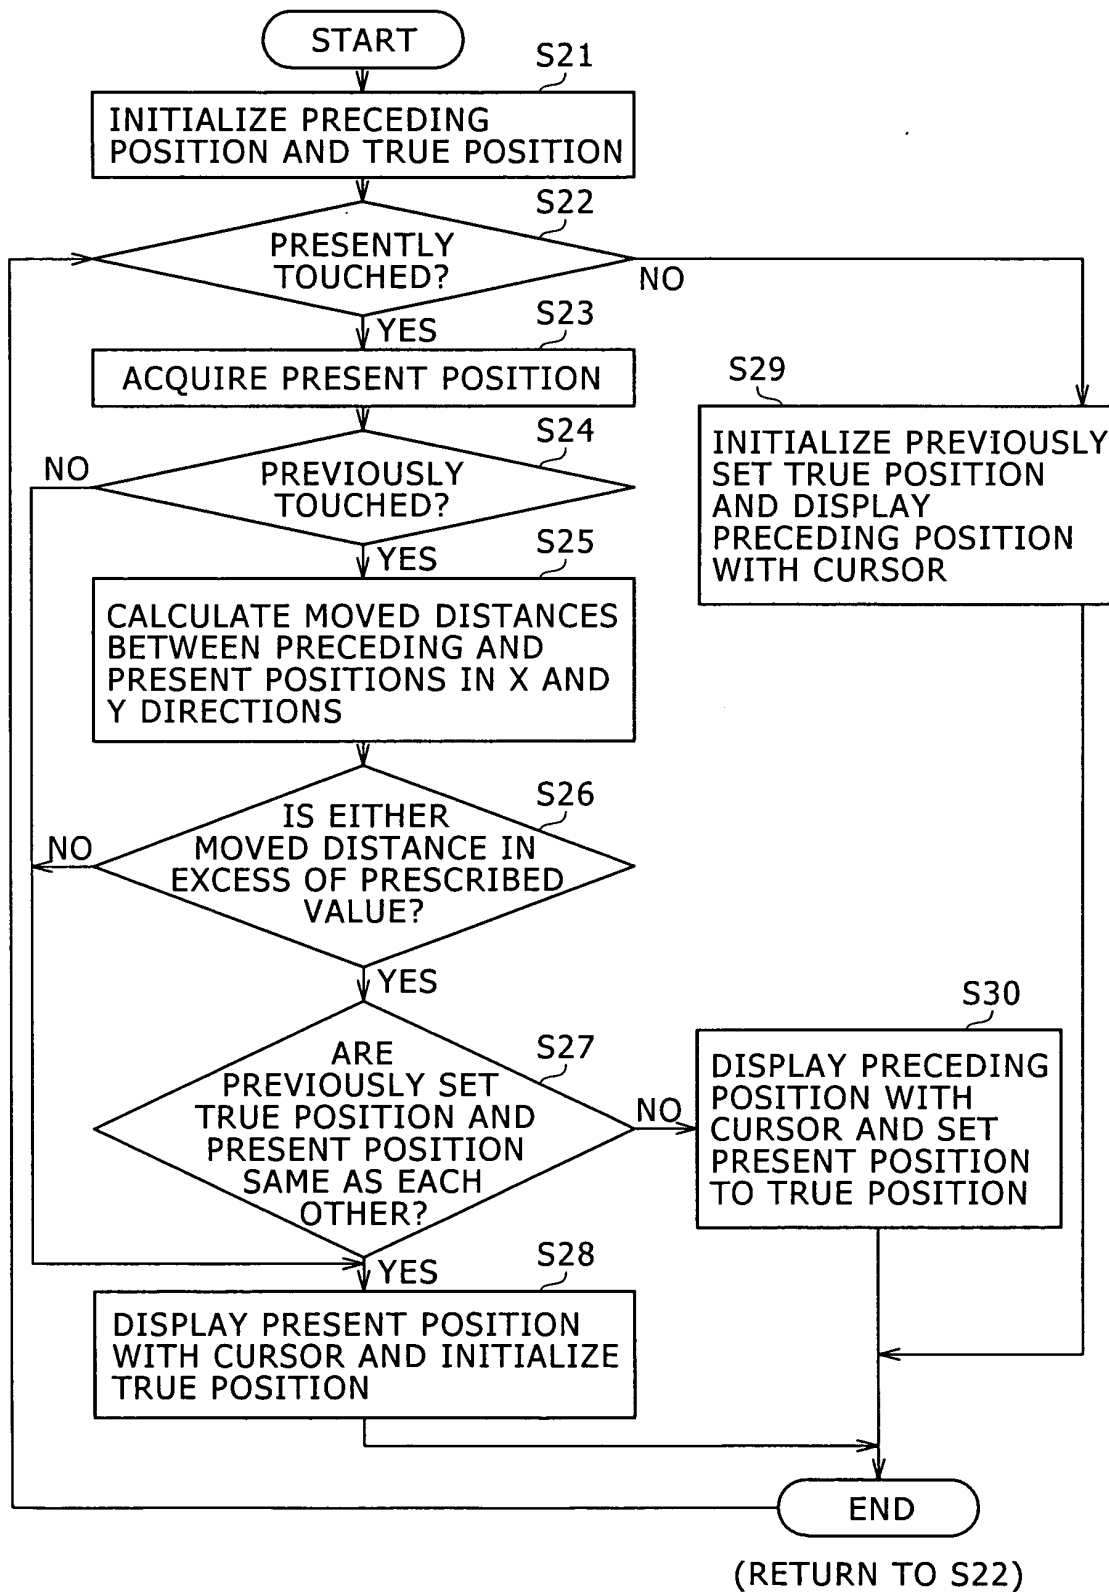 START
S21
INITIALIZE PRECEDING
POSITION AND TRUE POSITION
S22
PRESENTLY
TOUCHED?
NO
YES
S23
ACQUIRE PRESENT POSITION
S29
INITIALIZE PREVIOUSLY
SET TRUE POSITION
AND DISPLAY
PRECEDING POSITION
WITH CURSOR
S24
NO
PREVIOUSLY
TOUCHED?
YES
S25
CALCULATE MOVED DISTANCES
BETWEEN PRECEDING AND
PRESENT POSITIONS IN X AND
Y DIRECTIONS
S26
NO
IS EITHER
MOVED DISTANCE IN
EXCESS OF PRESCRIBED
VALUE?
YES
S27
ARE
PREVIOUSLY SET
TRUE POSITION AND
PRESENT POSITION
SAME AS EACH
OTHER?
NO
S30
DISPLAY PRECEDING
POSITION WITH
CURSOR AND SET
PRESENT POSITION
TO TRUE POSITION
YES
S28
DISPLAY PRESENT POSITION
WITH CURSOR AND INITIALIZE
TRUE POSITION
END
(RETURN TO S22)